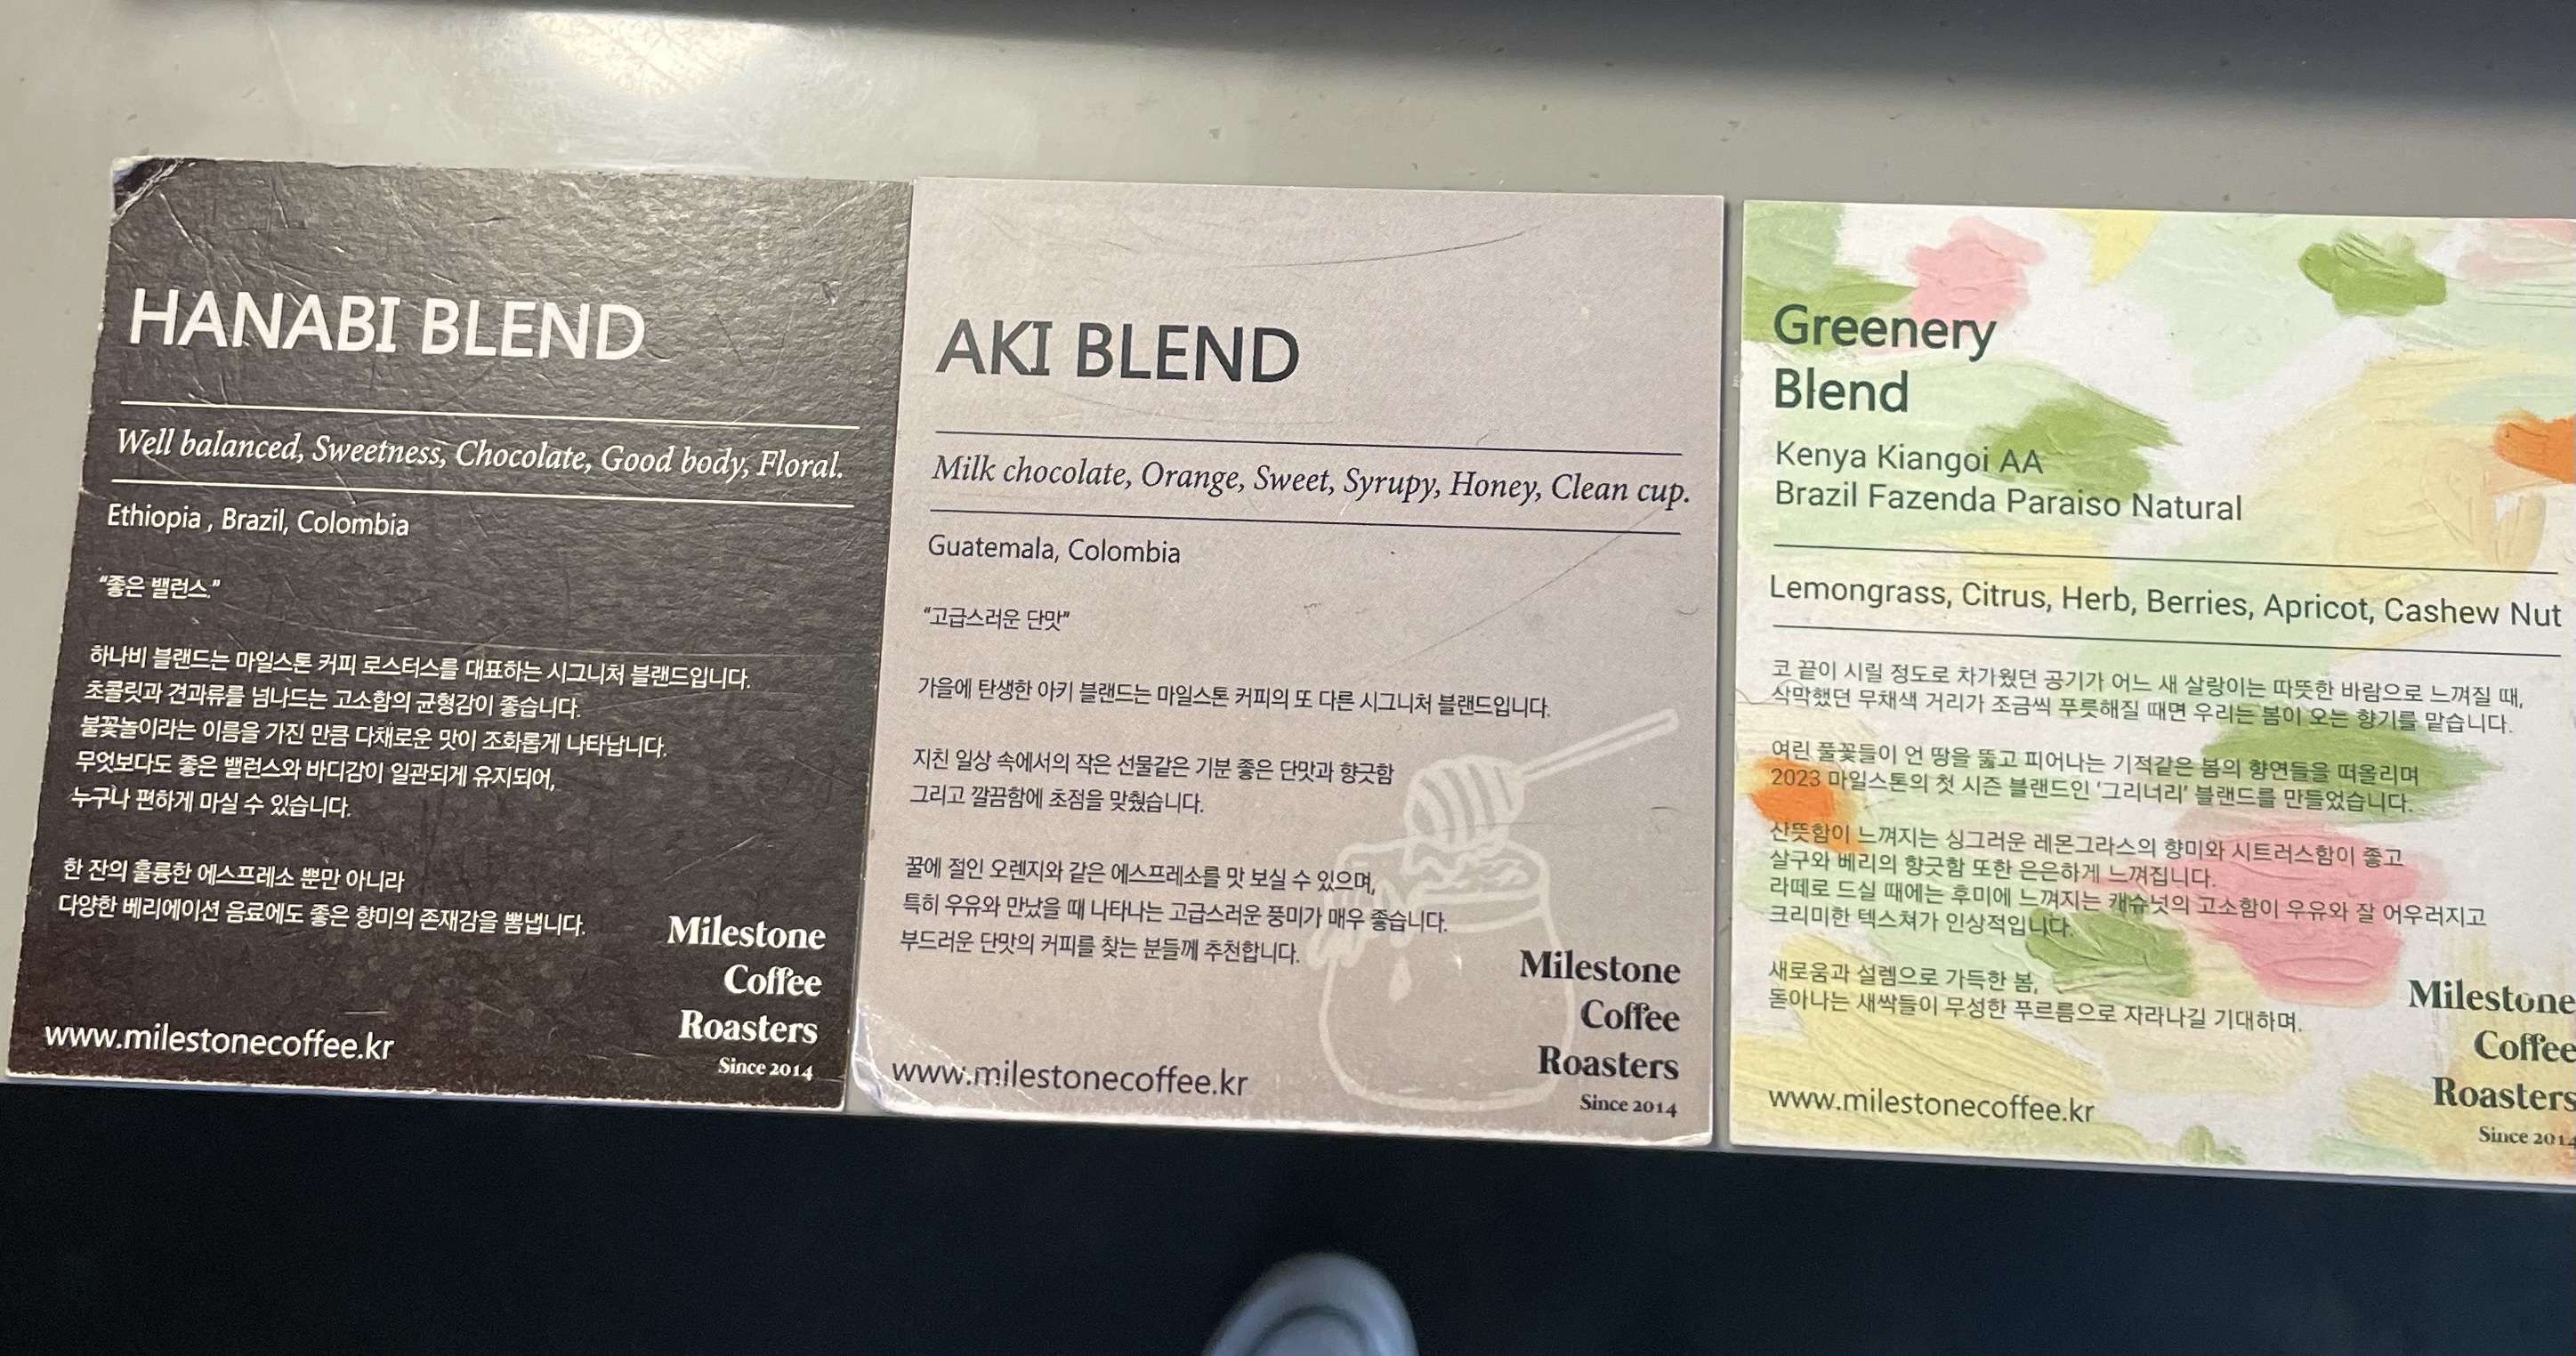 HANABI BLEND
Well balanced, Sweetness, Chocolate, Good body, Floral.
Ethiopia , Brazil, Colombia
“좋은 밸런스.”
하나비 블랜드는 마일스톤 커피 로스터스를 대표하는 시그니처 블랜드입니다.
초콜릿과 견과류를 넘나드는 고소함의 균형감이 좋습니다.
불꽃놀이라는 이름을 가진 만큼 다채로운 맛이 조화롭게 나타납니다.
무엇보다도 좋은 밸런스와 바디감이 일관되게 유지되어,
누구나 편하게 마실 수 있습니다.
한 잔의 훌륭한 에스프레소 뿐만 아니라
다양한 베리에이션 음료에도 좋은 향미의 존재감을 뽐냅니다.
Milestone
Coffee
Roasters
Since 2014
www.milestonecoffee.kr
AKI BLEND
Milk chocolate, Orange, Sweet, Syrupy, Honey, Clean cup.
Guatemala, Colombia
“고급스러운 단맛”
가을에 탄생한 아키 블랜드는 마일스톤 커피의 또 다른 시그니처 블랜드입니다.
지친 일상 속에서의 작은 선물같은 기분 좋은 단맛과 향긋함
그리고 깔끔함에 초점을 맞췄습니다.
꿀에 절인 오렌지와 같은 에스프레소를 맛 보실 수 있으며,
특히 우유와 만났을 때 나타나는 고급스러운 풍미가 매우 좋습니다.
부드러운 단맛의 커피를 찾는 분들께 추천합니다.
Milestone
Coffee
Roasters
Since 2014
www.milestonecoffee.kr
Greenery
Blend
Kenya Kiangoi AA
Brazil Fazenda Paraiso Natural
Lemongrass, Citrus, Herb, Berries, Apricot, Cashew Nut
코 끝이 시릴 정도로 차가웠던 공기가 어느 새 살랑이는 따뜻한 바람으로 느껴질 때,
삭막했던 무채색 거리가 조금씩 푸릇해질 때면 우리는 봄이 오는 향기를 맡습니다.
여린 풀꽃들이 언 땅을 뚫고 피어나는 기적같은 봄의 향연들을 떠올리며
2023 마일스톤의 첫 시즌 블랜드인 ‘그리너리’ 블랜드를 만들었습니다.
산뜻함이 느껴지는 싱그러운 레몬그라스의 향미와 시트러스함이 좋고
살구와 베리의 향긋함 또한 은은하게 느껴집니다.
라떼로 드실 때에는 후미에 느껴지는 캐슈넛의 고소함이 우유와 잘 어우러지고
크리미한 텍스쳐가 인상적입니다.
새로움과 설렘으로 가득한 봄,
돋아나는 새싹들이 무성한 푸르름으로 자라나길 기대하며.
Milestone
Coffee
Roasters
Since 2014
www.milestonecoffee.kr